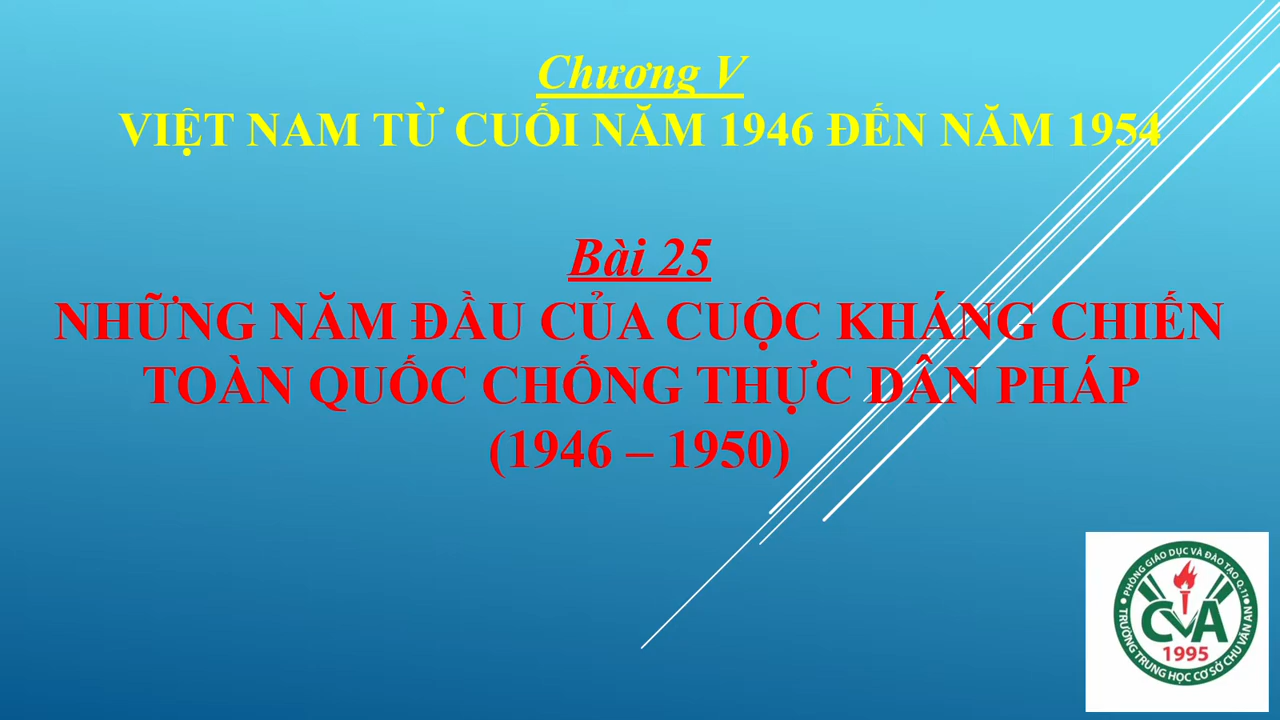 Chương V
VIỆT NAM TỪ CUỐI NĂM 1946 ĐẾN NĂM 1954
Bài 25
NHỮNG NĂM ĐẦU CỦA CUỘC KHÁNG CHIẾN
TOÀN QUỐC CHỐNG THỰC DÂN PHÁP
(1946 – 1950)
PHÒNG GIÁO DỤC VÀ ĐÀO TẠO Q.11
CVA
1995
TRƯỜNG TRUNG HỌC CƠ SỞ CHU VĂN AN